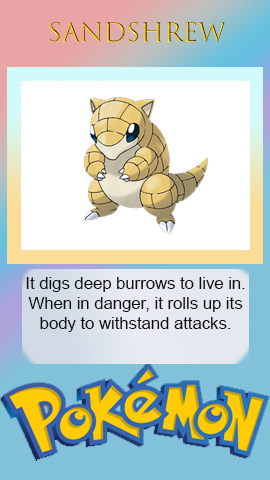 SANDSHREW
It digs deep burrows to live in.
When in danger, it rolls up its
body to withstand attacks.
POKéMON